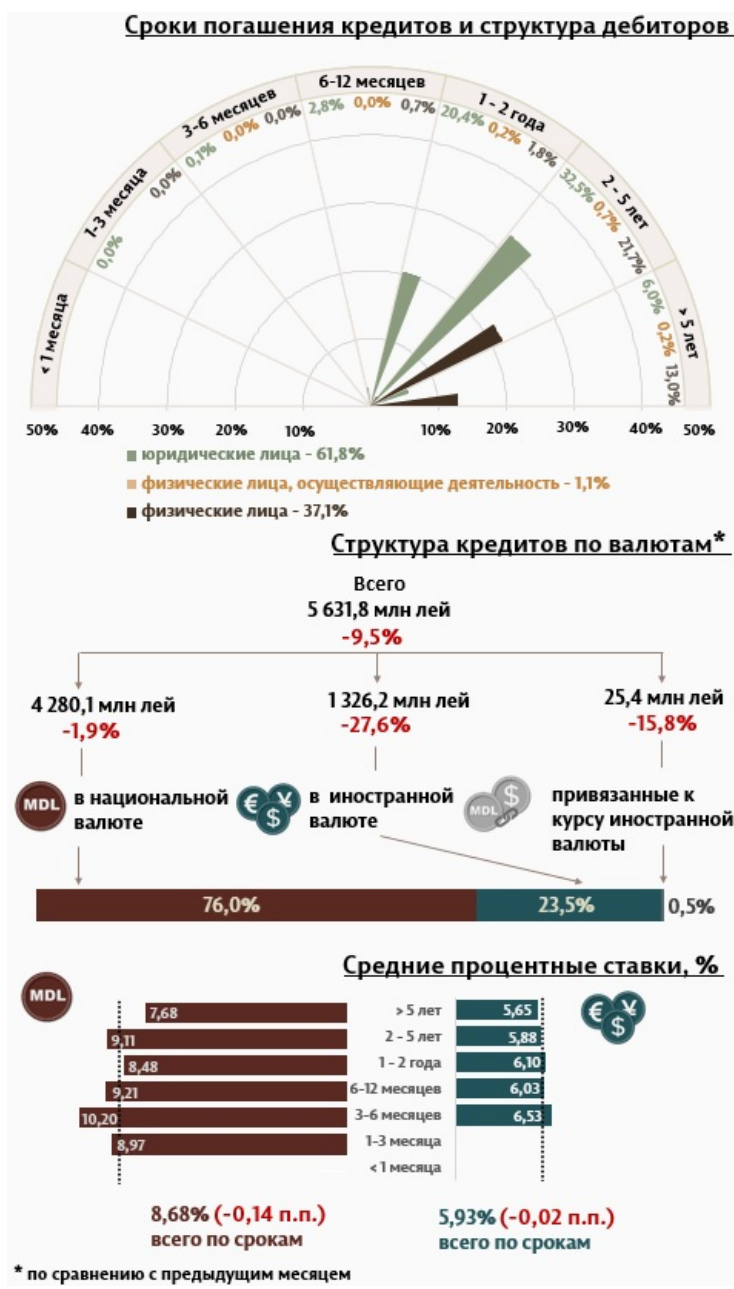 Сроки погашения кредитов и структура дебиторов
< 1 месяца
1-3 месяца
3-6 месяцев
6-12 месяцев
1 - 2 года
2 - 5 лет
> 5 лет
0,0%
0,0%
0,1%
0,0%
0,0%
2,8%
0,0%
0,7%
20,4%
0,2%
1,8%
32,5%
0,7%
21,7%
6,0%
0,2%
13,0%
50% 40% 30% 20% 10% 10% 20% 30% 40% 50%
юридические лица - 61,8%
физические лица, осуществляющие деятельность - 1,1%
физические лица - 37,1%
Структура кредитов по валютам*
Всего
5 631,8 млн лей
-9,5%
4 280,1 млн лей
-1,9%
1 326,2 млн лей
-27,6%
25,4 млн лей
-15,8%
MDL
в национальной
валюте
€ ¥ $
в иностранной
валюте
MDL $
привязанные к
курсу иностранной
валюты
76,0% 23,5% 0,5%
Средние процентные ставки, %
MDL
€ ¥ $
7,68 > 5 лет 5,65
9,11 2 - 5 лет 5,88
8,48 1 - 2 года 6,10
9,21 6-12 месяцев 6,03
10,20 3-6 месяцев 6,53
8,97 1-3 месяца
< 1 месяца
8,68% (-0,14 п.п.)
всего по срокам
5,93% (-0,02 п.п.)
всего по срокам
* по сравнению с предыдущим месяцем